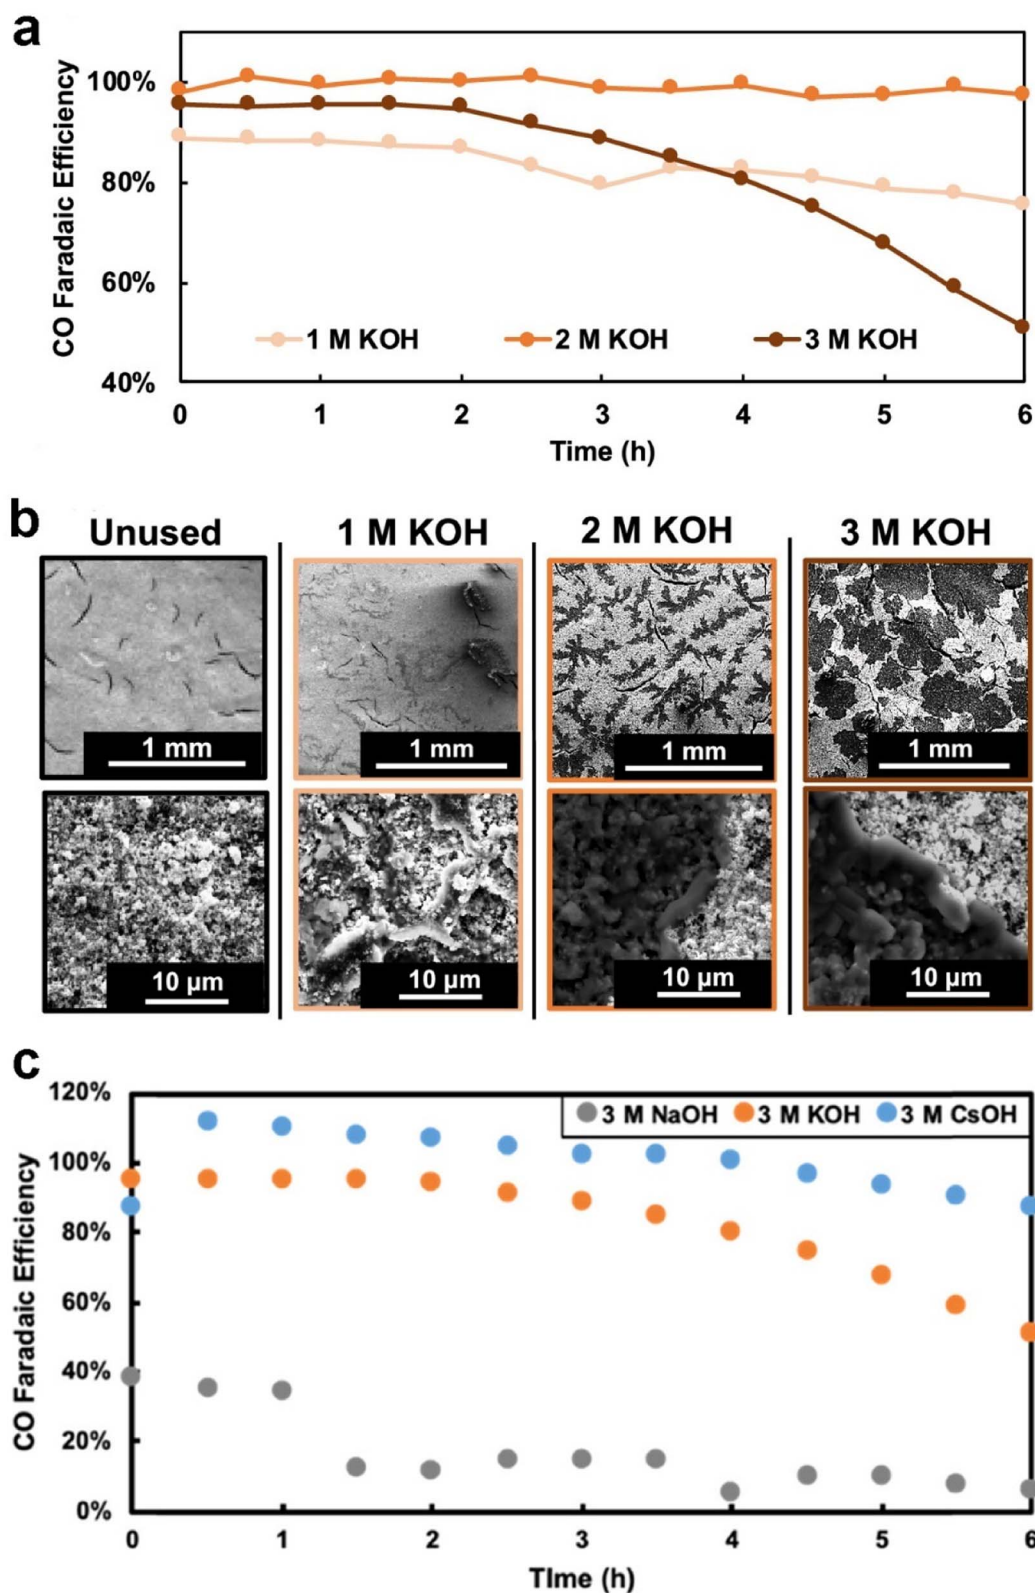 a
CO Faradaic Efficiency
100%
80%
60%
40%
1 M KOH 2 M KOH 3 M KOH
0 1 2 3 4 5 6
Time (h)
b
Unused 1 M KOH 2 M KOH 3 M KOH
1 mm 1 mm 1 mm 1 mm
10 µm 10 µm 10 µm 10 µm
c
CO Faradaic Efficiency
120%
100%
80%
60%
40%
20%
0%
3 M NaOH 3 M KOH 3 M CsOH
0 1 2 3 4 5 6
TIme (h)